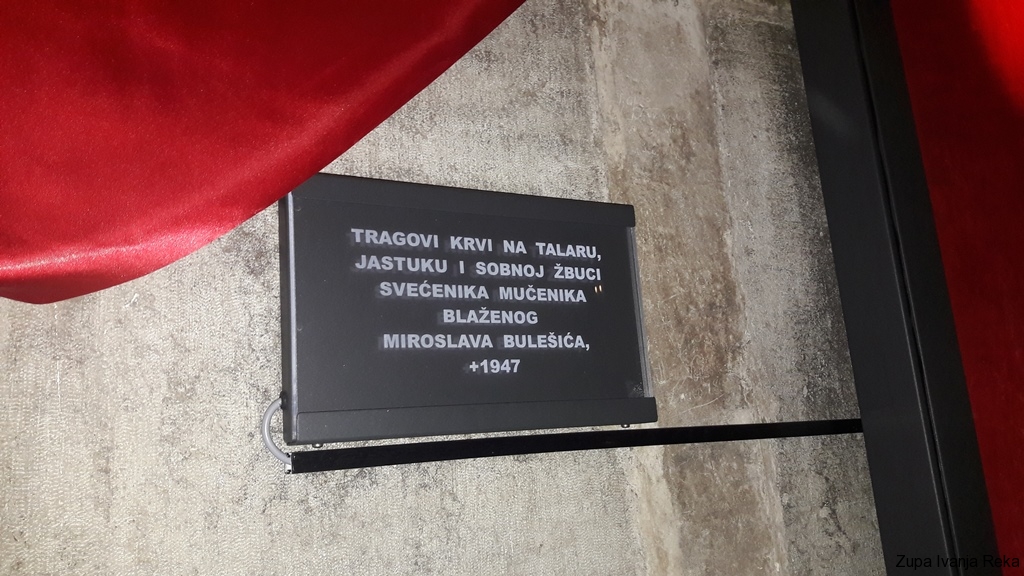 TRAGOVI KRVI NA TALARU,
JASTUKU I SOBNOJ ŽBUCI
SVEĆENIKA MUČENIKA
BLAŽENOG
MIROSLAVA BULEŠIĆA,
+1947
Zupa Ivanja Reka